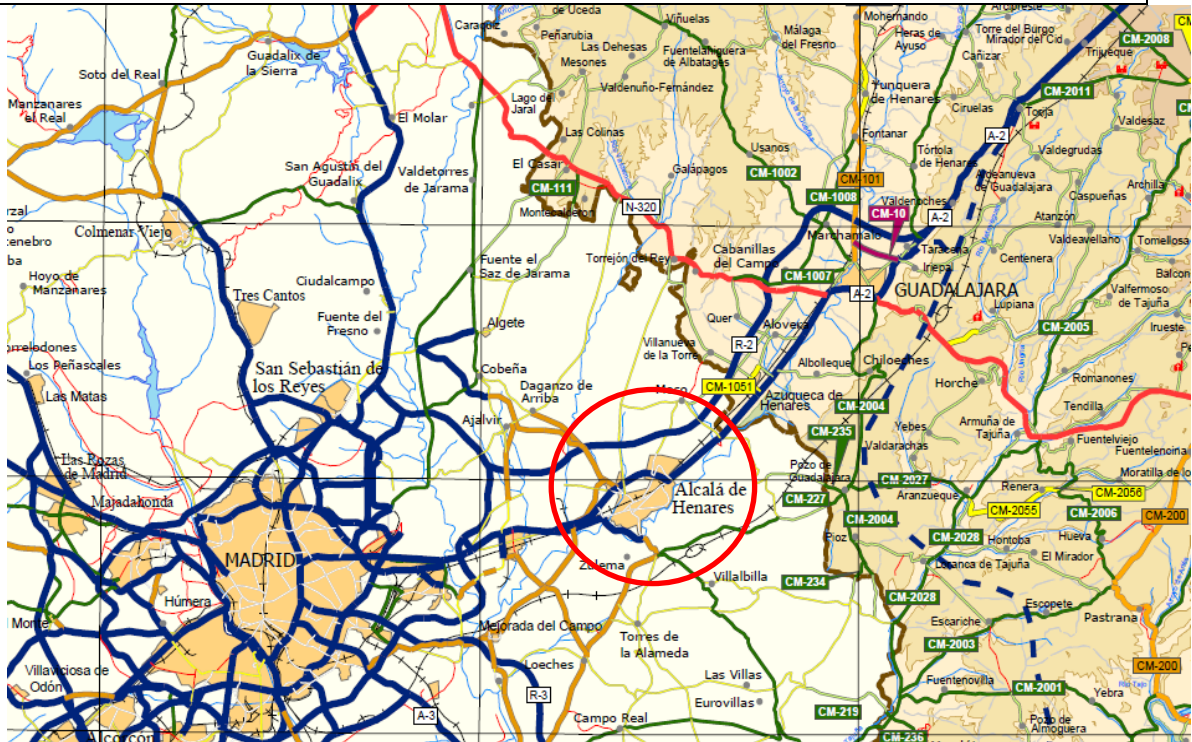 de Uceda
Caraquiz
Peñarubia
Viñuelas
Málaga
del Fresno
Mohernando
Heras de
Ayuso
Torre del Burgo
Mirador del Cid
CM-2008
Trijueque
Guadalix de
la Sierra
Soto del Real
Las Dehesas
Mesones
Fuentelahiguera
de Albatages
Valdenuño-Fernández
Cañizar
Yunquera
de Henares
CM-2011
Manzanares
el Real
El Molar
Lago del
Jaral
Las Colinas
Ciruelas
Torija
Valdesaz
A-2
Fontanar
San Agustín del
Guadalix
Valdetorres
de Jarama
El Casar
Usanos
Galápagos
CM-1002
Tórtola
de Henares
Valdegrudas
CM-111
CM-101
Aldeanueva
de Guadalajara
Caspueñas
Archilla
Montebalderon
N-320
CM-1008
Valdenoches
CM-10
A-2
Atanzón
Colmenar Viejo
Marchamalo
Taracena
Valdeavellano
Tomellosa
Hoyo de
Manzanares
Fuente el
Saz de Jarama
Torrejón del Rey
Cabanillas
del Campo
CM-1007
Iriepal
Centenera
Balcon
Ciudalcampo
Tres Cantos
A-2
GUADALAJARA
Lupiana
Valfermoso
de Tajuña
Fuente del
Fresno
Algete
Quer
Alovera
CM-2005
Irueste
Los Peñascales
Villanueva
de la Torre
R-2
Albolleque
Chiloeches
San Sebastián de
los Reyes
Cobeña
Daganzo de
Arriba
Meco
CM-1051
Azuqueca de
Henares
CM-2004
Horche
Romanones
Las Matas
Ajalvir
CM-235
Yebes
Valdarachas
Armuña de
Tajuña
Tendilla
Fuentelviejo
Fuentelencina
Las Rozas
de Madrid
Majadahonda
Alcalá de
Henares
Pozo de
Guadalajara
CM-227
CM-2027
Aranzueque
Renera
CM-2055
CM-2056
CM-2006
CM-200
CM-2004
Pioz
CM-2028
Hontoba
Hueva
MADRID
Zulema
Villalbilla
CM-234
Loranca de Tajuña
El Mirador
CM-2028
Húmera
Escopete
Escariche
Pastrana
Mejorada del Campo
Torres de
la Alameda
CM-2003
Villaviciosa de
Odón
Loeches
R-3
Las Villas
Eurovillas
CM-200
Fuentenovilla
CM-2001
Yebra
A-3
Campo Real
CM-219
Pozo de
Almoguera
CM-236
Alcorcón